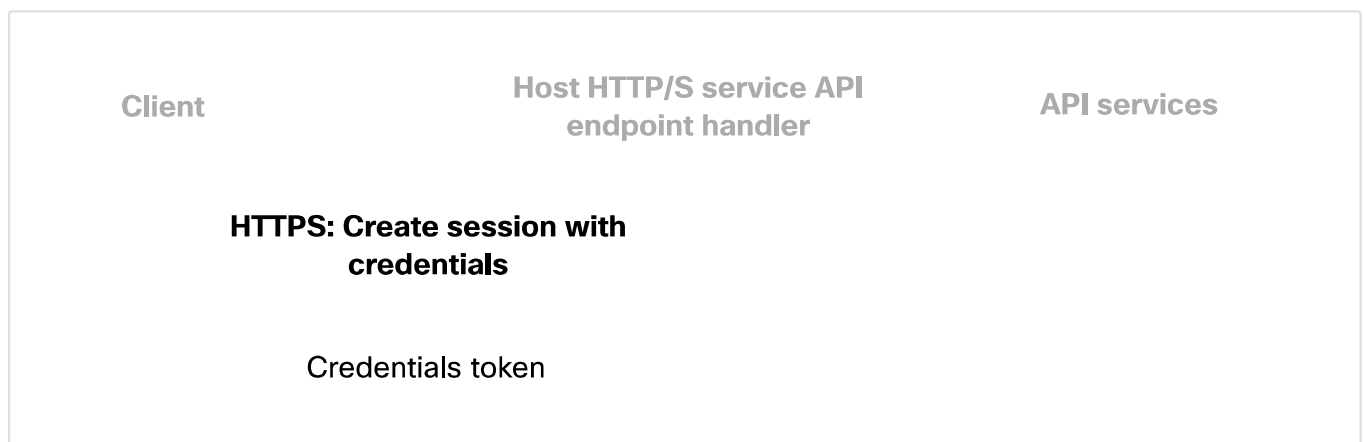 Client
Host HTTP/S service API
endpoint handler
API services
HTTPS: Create session with
credentials
Credentials token